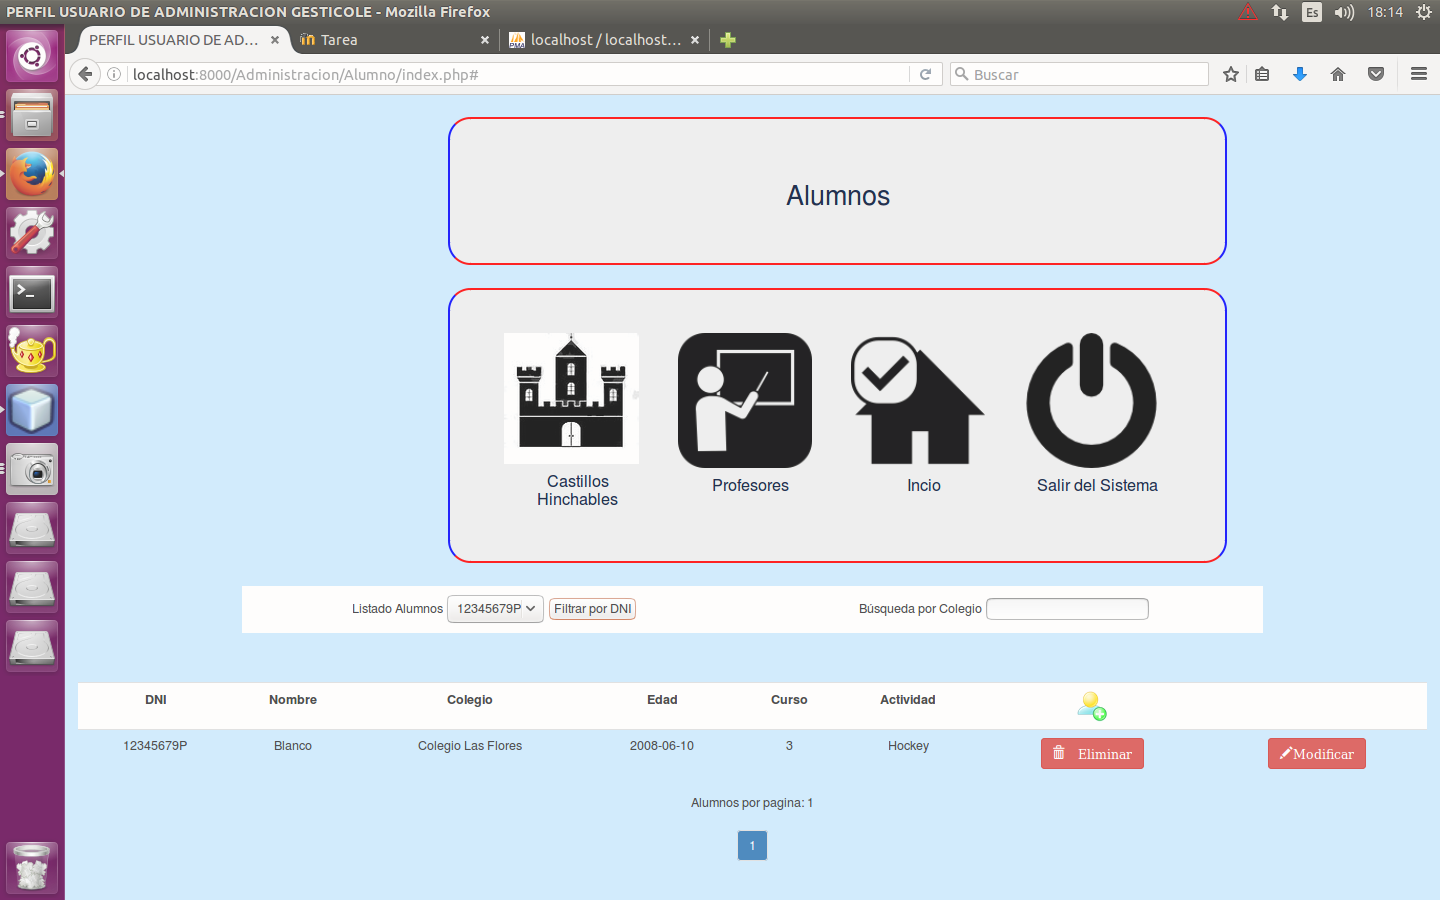 PERFIL USUARIO DE ADMINISTRACION GESTICOLE - Mozilla Firefox
Es
18:14
PERFIL USUARIO DE AD...
Tarea
PMA
localhost / localhost...
localhost:8000/Administracion/Alumno/index.php#
Buscar
Alumnos
Castillos
Hinchables
Profesores
Incio
Salir del Sistema
Listado Alumnos 12345679P Filtrar por DNI
Búsqueda por Colegio
DNI Nombre Colegio Edad Curso Actividad
12345679P Blanco Colegio Las Flores 2008-06-10 3 Hockey Eliminar Modificar
Alumnos por pagina: 1
1